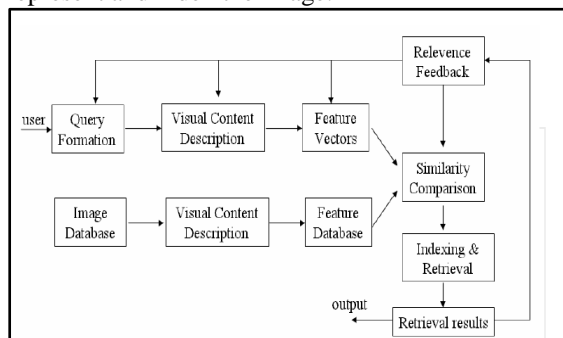 Relevence
Feedback
user
Query
Formation
Visual Content
Description
Feature
Vectors
Similarity
Comparison
Image
Database
Visual Content
Description
Feature
Database
Indexing &
Retrieval
output
Retrieval results